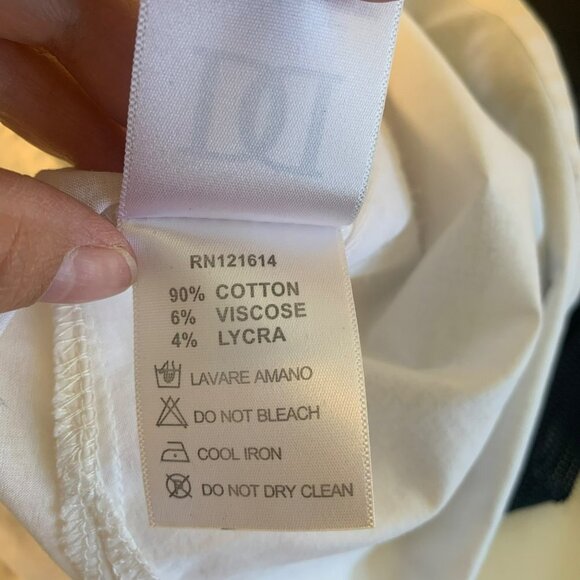 RN121614
90% COTTON
6% VISCOSE
4% LYCRA
LAVARE AMANO
DO NOT BLEACH
COOL IRON
DO NOT DRY CLEAN